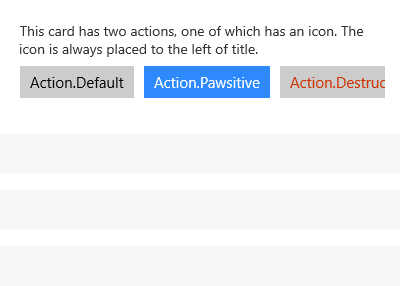 This card has two actions, one of which has an icon. The
icon is always placed to the left of title.
Action.Default Action.Pawsitive Action.Destruc